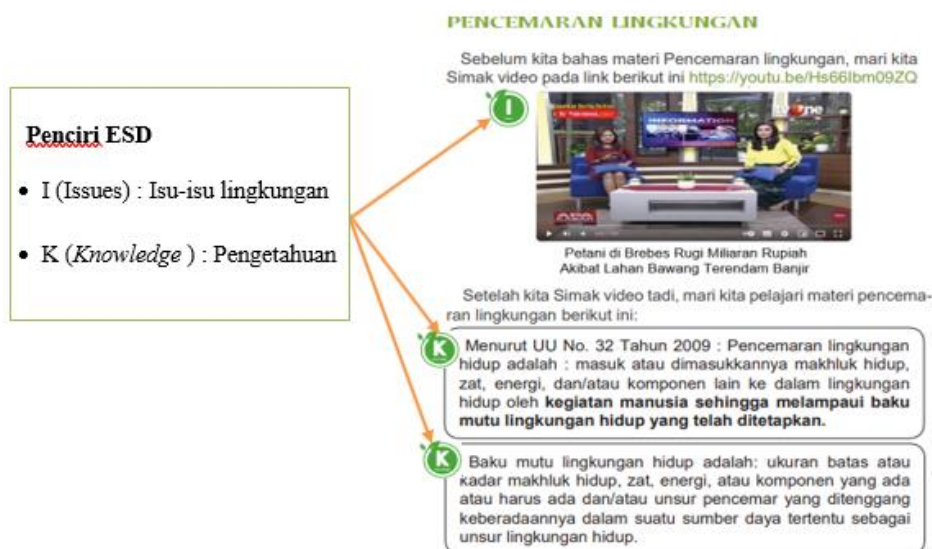 PENCEMARAN LINGKUNGAN
Sebelum kita bahas materi Pencemaran lingkungan, mari kita
Simak video pada link berikut ini https://youtu.be/Hs66Ibm09ZQ
Penciri ESD
• I (Issues) : Isu-isu lingkungan
• K (Knowledge ) : Pengetahuan
I
INFORMATION
one
APA
Petani di Brebes Rugi Miliaran Rupiah
Akibat Lahan Bawang Terendam Banjir
Setelah kita Simak video tadi, mari kita pelajari materi pencema-
ran lingkungan berikut ini:
K
Menurut UU No. 32 Tahun 2009 : Pencemaran lingkungan
hidup adalah : masuk atau dimasukkannya makhluk hidup,
zat, energi, dan/atau komponen lain ke dalam lingkungan
hidup oleh kegiatan manusia sehingga melampaui baku
mutu lingkungan hidup yang telah ditetapkan.
K
Baku mutu lingkungan hidup adalah: ukuran batas atau
kadar makhluk hidup, zat, energi, atau komponen yang ada
atau harus ada dan/atau unsur pencemar yang ditenggang
keberadaannya dalam suatu sumber daya tertentu sebagai
unsur lingkungan hidup.